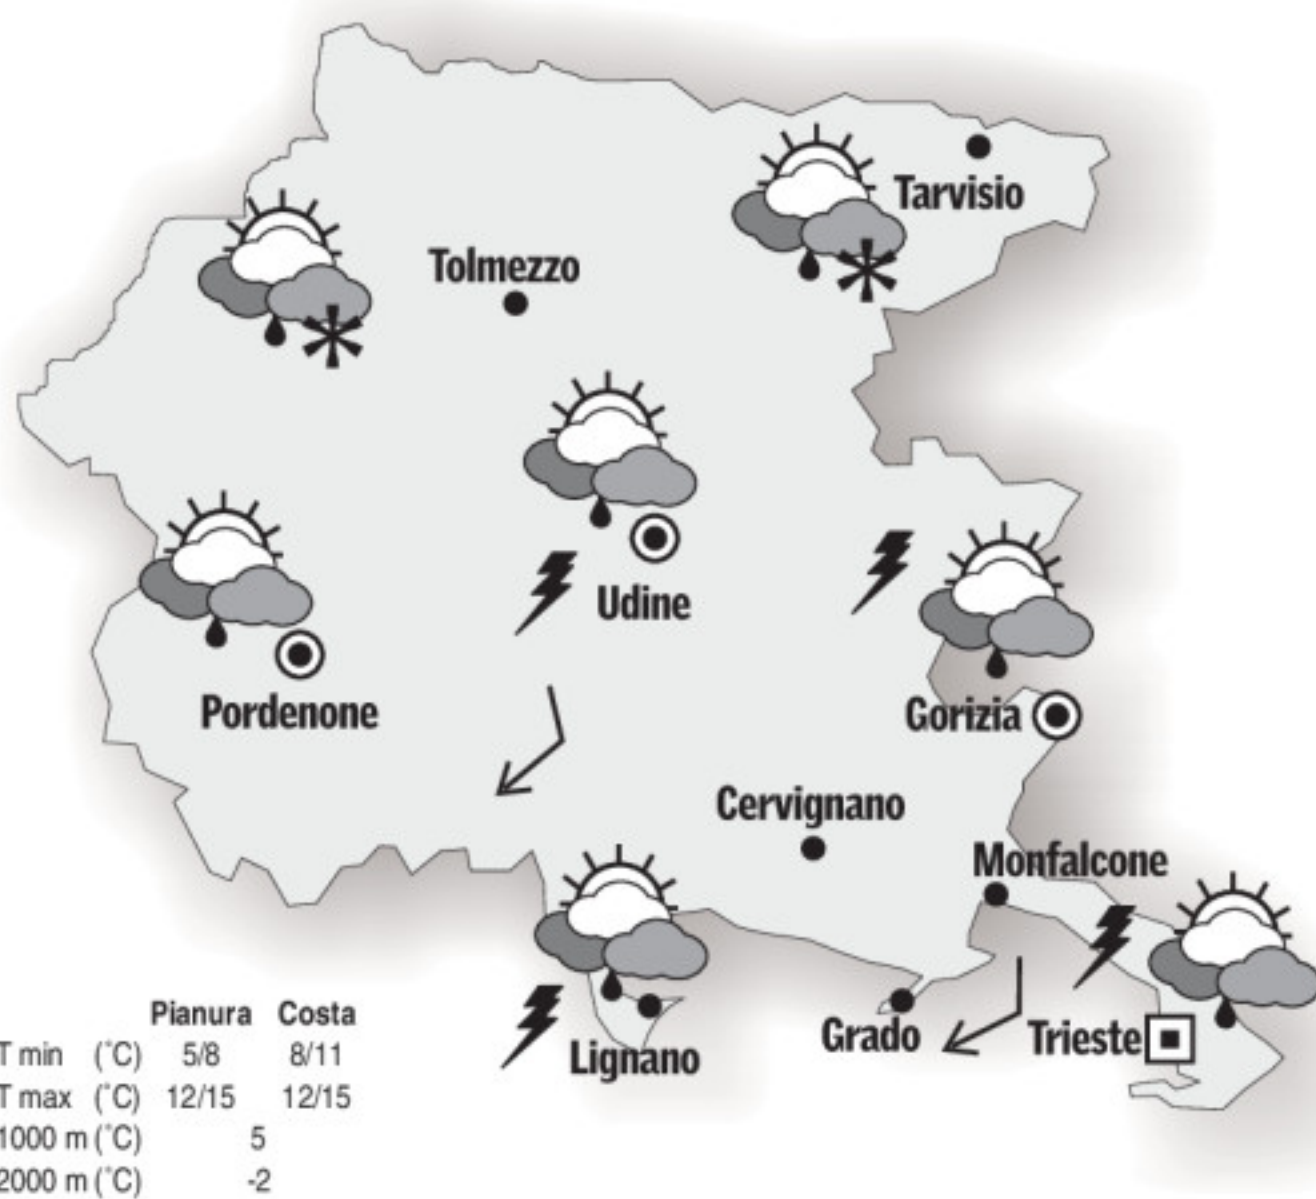 Tarvisio
Tolmezzo
Udine
Pordenone
Gorizia
Cervignano
Monfalcone
Grado
Trieste
Lignano
Pianura Costa
T min (°C) 5/8 8/11
T max (°C) 12/15 12/15
1000 m (°C) 5
2000 m (°C) -2